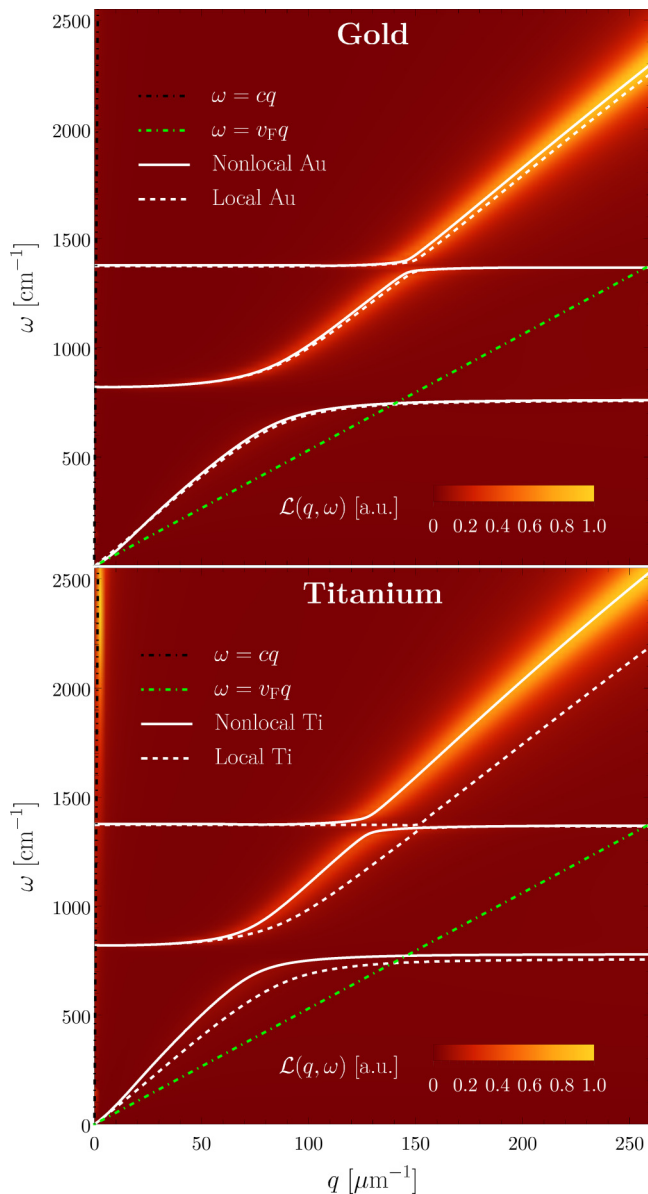 2500
Gold
ω = cq
ω = v_F q
2000
Nonlocal Au
Local Au
1500
ω [cm⁻¹]
1000
500
ℒ(q, ω) [a.u.]
0 0.2 0.4 0.6 0.8 1.0
2500
Titanium
ω = cq
ω = v_F q
2000
Nonlocal Ti
Local Ti
1500
ω [cm⁻¹]
1000
500
ℒ(q, ω) [a.u.]
0 0.2 0.4 0.6 0.8 1.0
0
0 50 100 150 200 250
q [μm⁻¹]